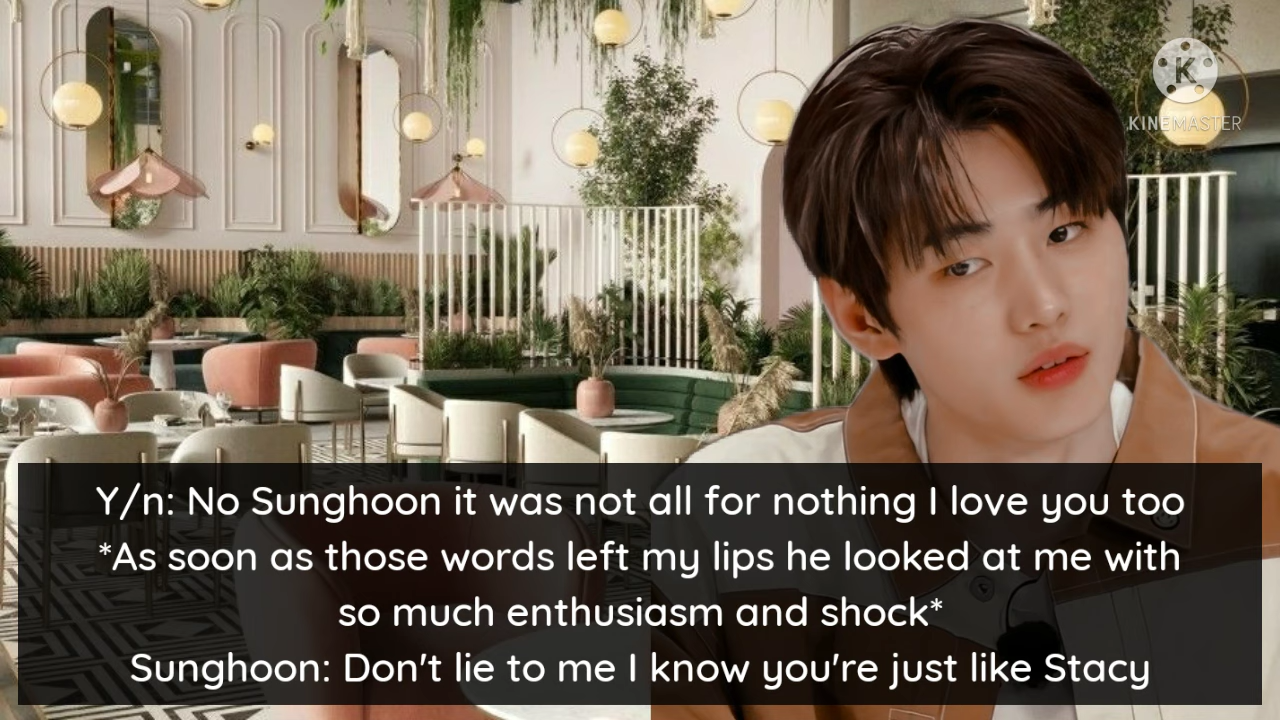 K
KINEMASTER
Y/n: No Sunghoon it was not all for nothing I love you too
*As soon as those words left my lips he looked at me with
so much enthusiasm and shock*
Sunghoon: Don't lie to me I know you're just like Stacy